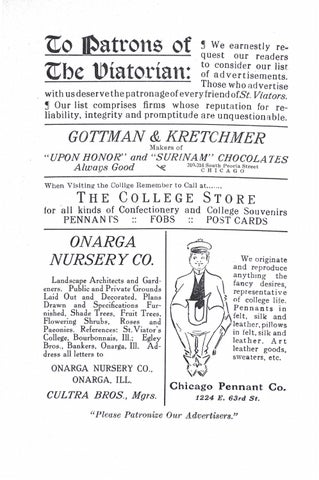 To Patrons of
The Viatorian:
¶ We earnestly re-
quest our readers
to consider our list
of advertisements.
Those who advertise
with us deserve the patronage of every friend of St. Viators.
¶ Our list comprises firms whose reputation for re-
liability, integrity and promptitude are unquestionable.
GOTTMAN & KRETCHMER
Makers of
"UPON HONOR" and "SURINAM" CHOCOLATES
Always Good
South Peoria Street
CHICAGO
When Visiting the College Remember to Call at......
THE COLLEGE STORE
for all kinds of Confectionery and College Souvenirs
PENNANTS :: FOBS :: POST CARDS
ONARGA
NURSERY CO.
Landscape Architects and Gard-
eners. Public and Private Grounds
Laid Out and Decorated, Plans
Drawn and Specifications Fur-
nished, Shade Trees, Fruit Trees,
Flowering Shrubs, Roses and
Paeonies. References: St. Viator's
College, Bourbonnais, Ill.; Egley
Bros., Bankers, Onarga, Ill. Ad-
dress all letters to
ONARGA NURSERY CO.,
ONARGA, ILL.
CULTRA BROS., Mgrs.
We originate
and reproduce
anything the
fancy desires,
representative
of college life.
Pennants in
felt, silk and
leather, pillows
in felt, silk and
leather. Art
leather goods,
sweaters, etc.
Chicago Pennant Co.
1224 E. 63rd St.
"Please Patronize Our Advertisers."